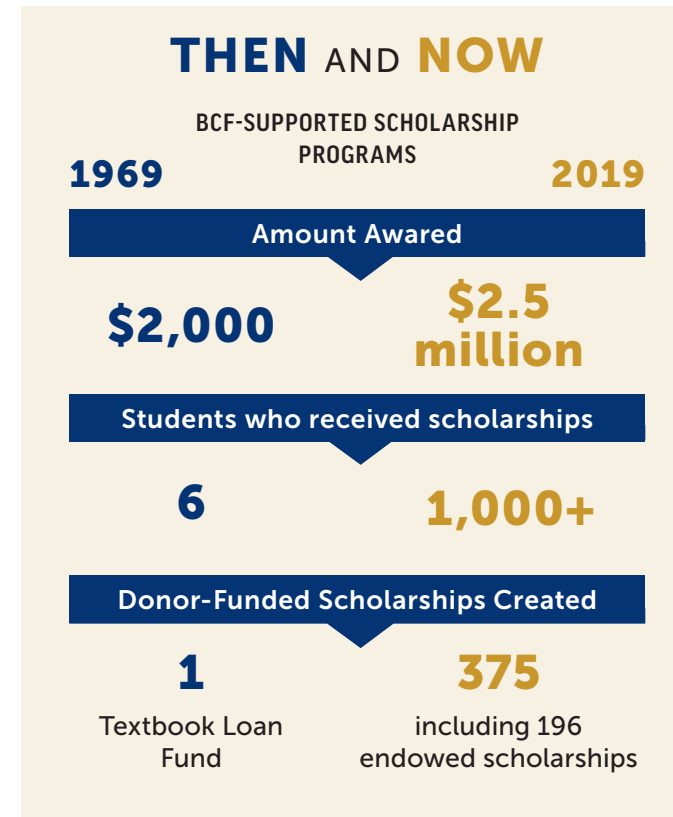 THEN AND NOW
BCF-SUPPORTED SCHOLARSHIP
PROGRAMS
1969
2019
Amount Awared
$2,000
$2.5
million
Students who received scholarships
6
1,000+
Donor-Funded Scholarships Created
1
375
Textbook Loan
Fund
including 196
endowed scholarships